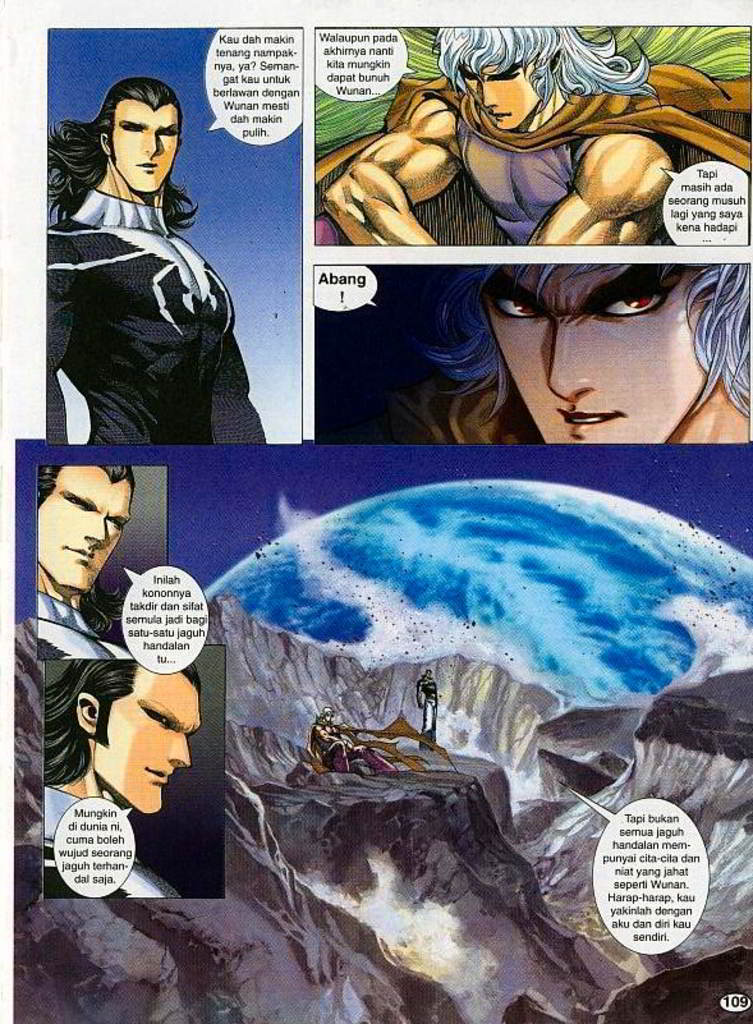 Kau dah makin
tenang nampak-
nya, ya? Seman-
gat kau untuk
berlawan dengan
Wunan mesti
dah makin
pulih.
Walaupun pada
akhirnya nanti
kita mungkin
dapat bunuh
Wunan...
Tapi
masih ada
seorang musuh
lagi yang saya
kena hadapi
...
Abang
!
Inilah
kononnya
takdir dan sifat
semula jadi bagi
satu-satu jaguh
handalan
tu...
Mungkin
di dunia ni,
cuma boleh
wujud seorang
jaguh terhan-
dal saja.
Tapi bukan
semua jaguh
handalan mem-
punyai cita-cita dan
niat yang jahat
seperti Wunan.
Harap-harap, kau
yakinlah dengan
aku dan diri kau
sendiri.
109